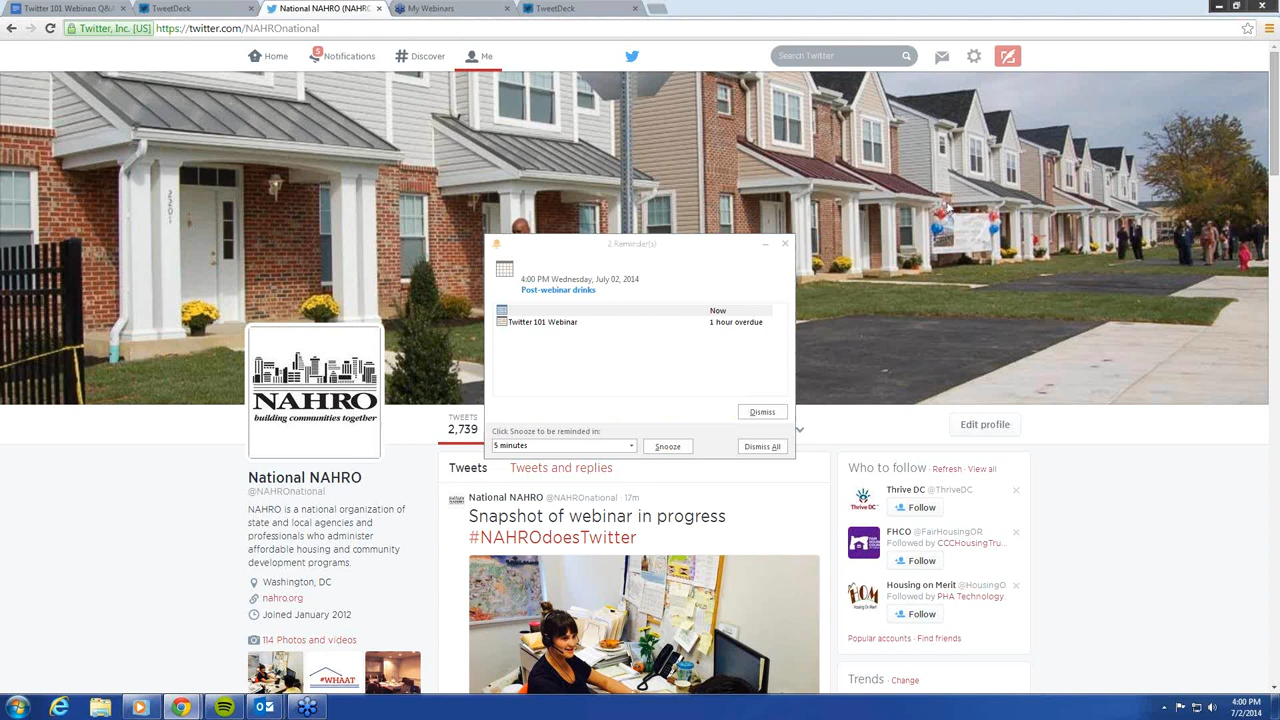 Twitter 101 Webinar: Q&A
TweetDeck
National NAHRO (NAHRO
My Webinars
TweetDeck
Twitter, Inc. [US]
https://twitter.com/NAHROnational
Home
5
Notifications
# Discover
Me
Search Twitter
2201
2 Reminder(s)
4:00 PM Wednesday, July 02, 2014
Post-webinar drinks
Now
Twitter 101 Webinar
1 hour overdue
Dismiss
Click Snooze to be reminded in:
5 minutes
Snooze
Dismiss All
NAHRO
building communities together
TWEETS
2,739
Edit profile
National NAHRO
@NAHROnational
NAHRO is a national organization of
state and local agencies and
professionals who administer
affordable housing and community
development programs.
Washington, DC
nahro.org
Joined January 2012
114 Photos and videos
#WHAAT
Tweets
Tweets and replies
National NAHRO @NAHROnational · 17m
Snapshot of webinar in progress
#NAHROdoesTwitter
Who to follow · Refresh · View all
Thrive DC @ThriveDC
Follow
FHCO @FairHousingOR
Followed by CCCHousingTru...
Follow
Housing on Merit @HousingO
Followed by PHA Technology
Follow
HOM
Popular accounts · Find friends
Trends · Change
4:00 PM
7/2/2014